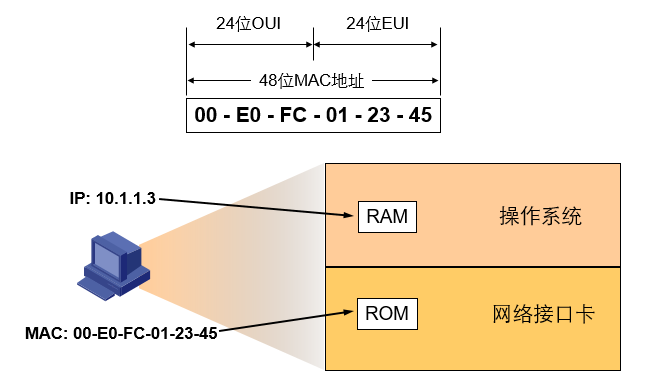 24位OUI 24位EUI
48位MAC地址
00 - E0 - FC - 01 - 23 - 45
IP: 10.1.1.3
RAM
操作系统
MAC: 00-E0-FC-01-23-45
ROM
网络接口卡